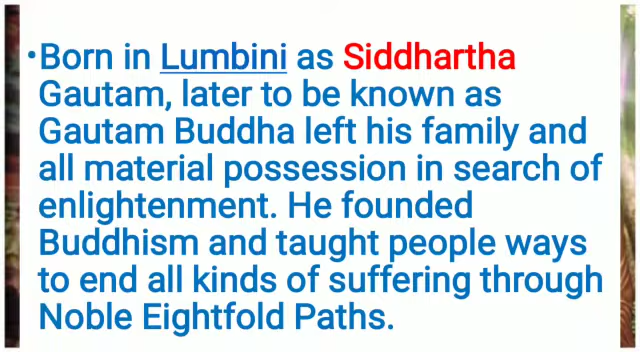 •Born in Lumbini as Siddhartha
Gautam, later to be known as
Gautam Buddha left his family and
all material possession in search of
enlightenment. He founded
Buddhism and taught people ways
to end all kinds of suffering through
Noble Eightfold Paths.